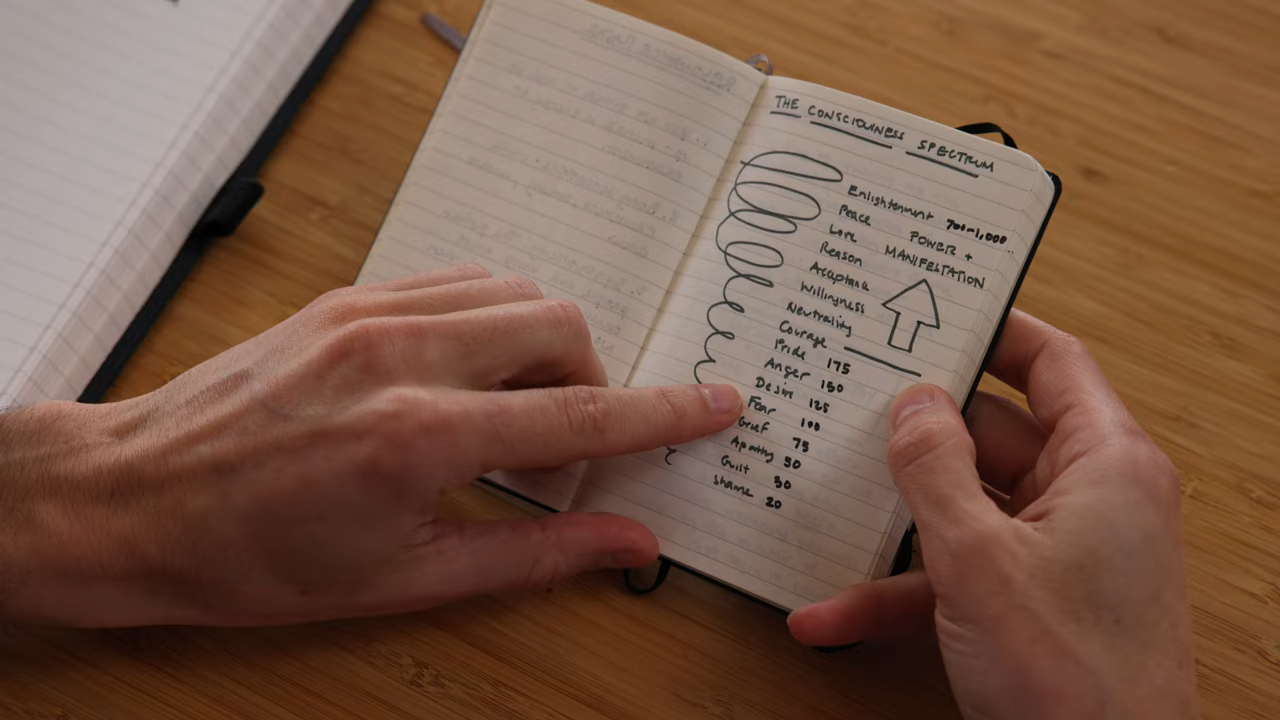 THE CONSCIOUSNESS SPECTRUM
Enlightenment 700-1,000
Peace
Love
Reason
Acceptance
Willingness
Neutrality
POWER +
MANIFESTATION
Courage
Pride 175
Anger 150
Desire 125
Fear 100
Grief 75
Apathy 50
Guilt 30
Shame 20